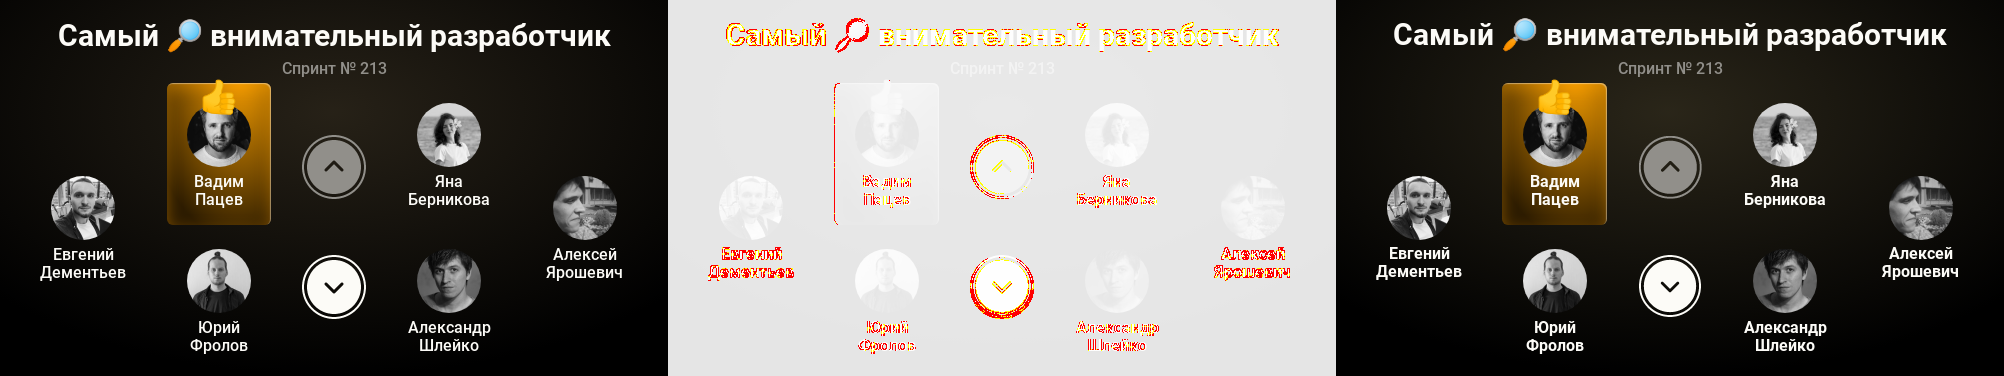 Самый 🔎 внимательный разработчик
Спринт № 213
Вадим
Пацев
Яна
Берникова
Евгений
Дементьев
Алексей
Ярошевич
Юрий
Фролов
Александр
Шлейко
Самый 🔎 внимательный разработчик
Спринт № 213
Вадим
Пацев
Яна
Берникова
Евгений
Дементьев
Алексей
Ярошевич
Юрий
Фролов
Александр
Шлейко
Самый 🔎 внимательный разработчик
Спринт № 213
Вадим
Пацев
Яна
Берникова
Евгений
Дементьев
Алексей
Ярошевич
Юрий
Фролов
Александр
Шлейко